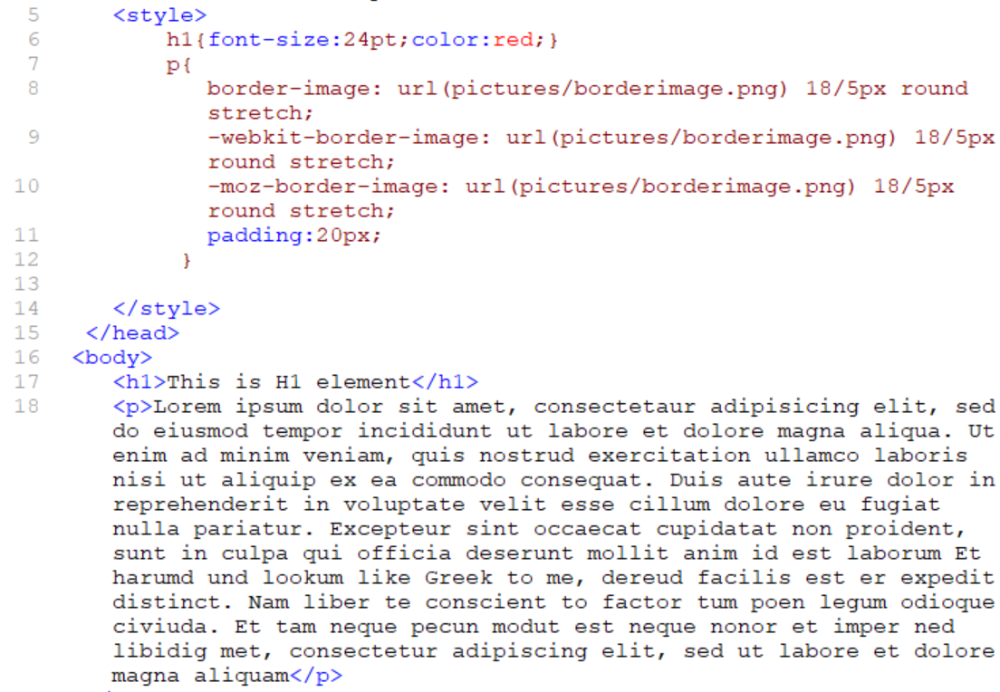 5 <style>
6 h1{font-size:24pt;color:red;}
7 p{
8 border-image: url(pictures/borderimage.png) 18/5px round
stretch;
9 -webkit-border-image: url(pictures/borderimage.png) 18/5px
round stretch;
10 -moz-border-image: url(pictures/borderimage.png) 18/5px
round stretch;
11 padding:20px;
12 }
13
14 </style>
15 </head>
16 <body>
17 <h1>This is H1 element</h1>
18 <p>Lorem ipsum dolor sit amet, consectetaur adipisicing elit, sed
do eiusmod tempor incididunt ut labore et dolore magna aliqua. Ut
enim ad minim veniam, quis nostrud exercitation ullamco laboris
nisi ut aliquip ex ea commodo consequat. Duis aute irure dolor in
reprehenderit in voluptate velit esse cillum dolore eu fugiat
nulla pariatur. Excepteur sint occaecat cupidatat non proident,
sunt in culpa qui officia deserunt mollit anim id est laborum Et
harumd und lookum like Greek to me, dereud facilis est er expedit
distinct. Nam liber te conscient to factor tum poen legum odioque
civiuda. Et tam neque pecun modut est neque nonor et imper ned
libidig met, consectetur adipiscing elit, sed ut labore et dolore
magna aliquam</p>